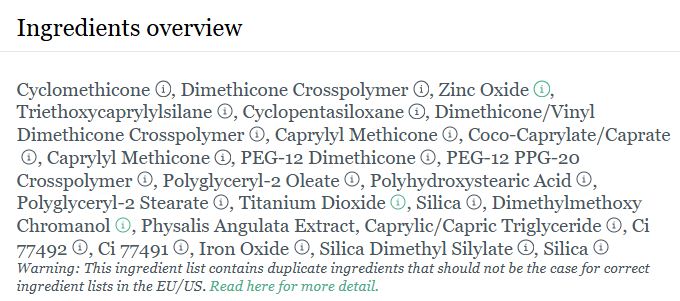 Ingredients overview
Cyclomethicone ⓘ, Dimethicone Crosspolymer ⓘ, Zinc Oxide ⓘ,
Triethoxycaprylylsilane ⓘ, Cyclopentasiloxane ⓘ, Dimethicone/Vinyl
Dimethicone Crosspolymer ⓘ, Caprylyl Methicone ⓘ, Coco-Caprylate/Caprate
ⓘ, Caprylyl Methicone ⓘ, PEG-12 Dimethicone ⓘ, PEG-12 PPG-20
Crosspolymer ⓘ, Polyglyceryl-2 Oleate ⓘ, Polyhydroxystearic Acid ⓘ,
Polyglyceryl-2 Stearate ⓘ, Titanium Dioxide ⓘ, Silica ⓘ, Dimethylmethoxy
Chromanol ⓘ, Physalis Angulata Extract, Caprylic/Capric Triglyceride ⓘ, Ci
77492 ⓘ, Ci 77491 ⓘ, Iron Oxide ⓘ, Silica Dimethyl Silylate ⓘ, Silica ⓘ
Warning: This ingredient list contains duplicate ingredients that should not be the case for correct
ingredient lists in the EU/US. Read here for more detail.